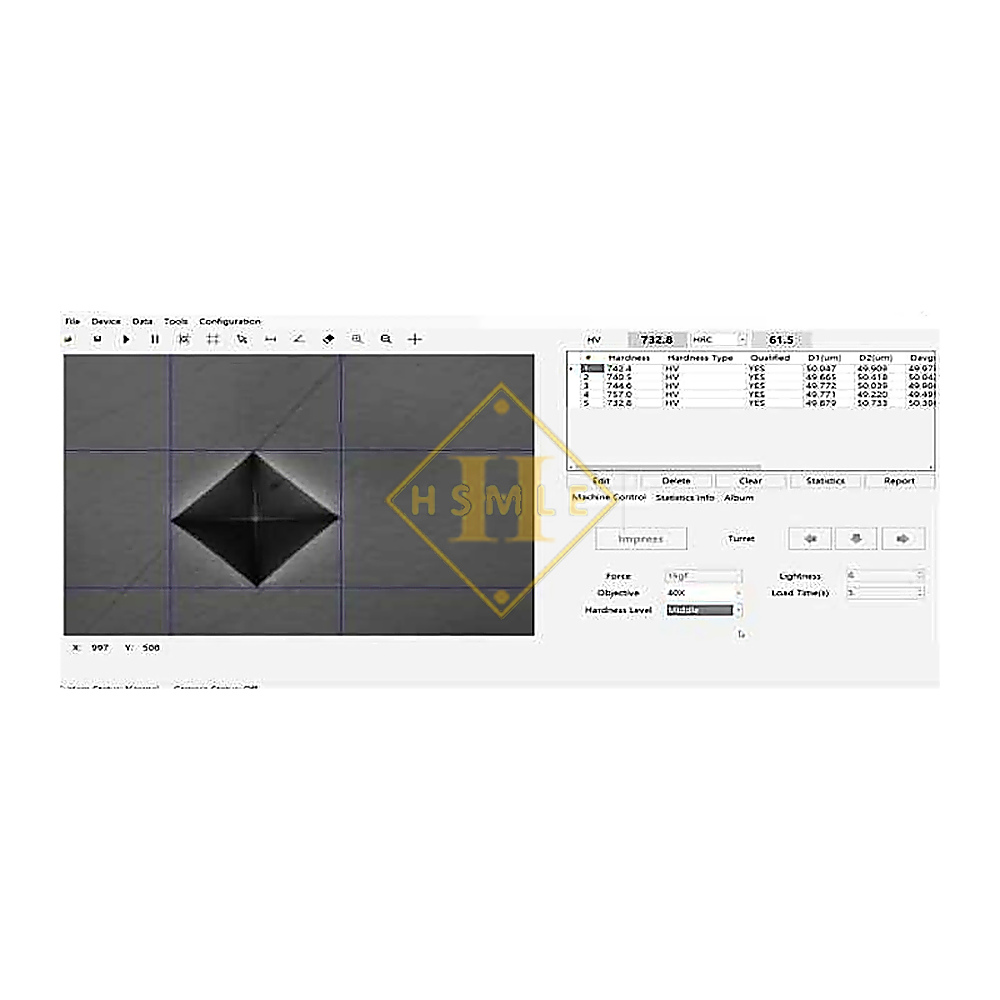 File Device Data Tools Configuration
HV 732.8 HRC 61.5
# Hardness Hardness Type Qualified D1(um) D2(um) Davg
1 742.4 HV YES 50.047 49.909
2 740.5 HV YES 49.665 50.418 50.042
3 744.6 HV YES 49.772 50.039
4 757.0 HV YES 49.771 49.220
5 732.8 HV YES 49.879 50.733
Edit Delete Clear Statistics Report
Machine Control Statistics Info Album
HSMLE
H
Impress Turret
Force 1kgf Lightness
Objective 40X Load Time(s)
Hardness Level Middle
X: 997 Y: 500